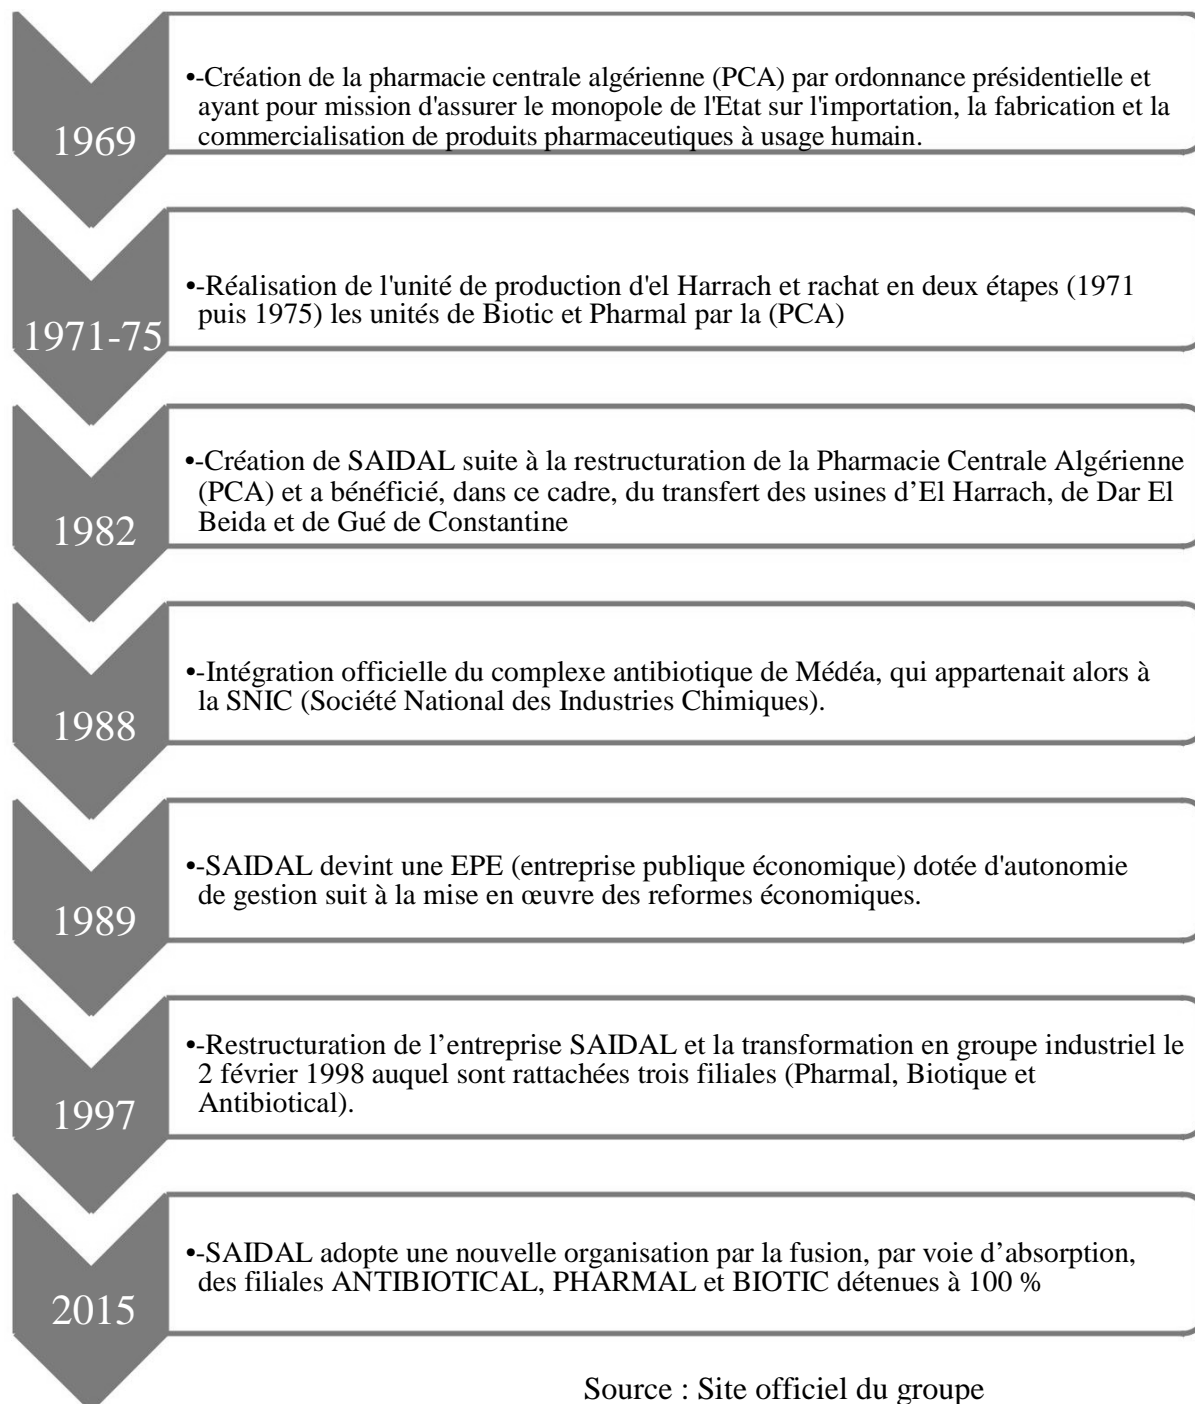 •-Création de la pharmacie centrale algérienne (PCA) par ordonnance présidentielle et
ayant pour mission d'assurer le monopole de l'Etat sur l'importation, la fabrication et la
commercialisation de produits pharmaceutiques à usage humain.
1969
•-Réalisation de l'unité de production d'el Harrach et rachat en deux étapes (1971
puis 1975) les unités de Biotic et Pharmal par la (PCA)
1971-75
•-Création de SAIDAL suite à la restructuration de la Pharmacie Centrale Algérienne
(PCA) et a bénéficié, dans ce cadre, du transfert des usines d’El Harrach, de Dar El
Beida et de Gué de Constantine
1982
•-Intégration officielle du complexe antibiotique de Médéa, qui appartenait alors à
la SNIC (Société National des Industries Chimiques).
1988
•-SAIDAL devint une EPE (entreprise publique économique) dotée d'autonomie
de gestion suit à la mise en œuvre des reformes économiques.
1989
•-Restructuration de l’entreprise SAIDAL et la transformation en groupe industriel le
2 février 1998 auquel sont rattachées trois filiales (Pharmal, Biotique et
Antibiotical).
1997
•-SAIDAL adopte une nouvelle organisation par la fusion, par voie d’absorption,
des filiales ANTIBIOTICAL, PHARMAL et BIOTIC détenues à 100 %
2015
Source : Site officiel du groupe